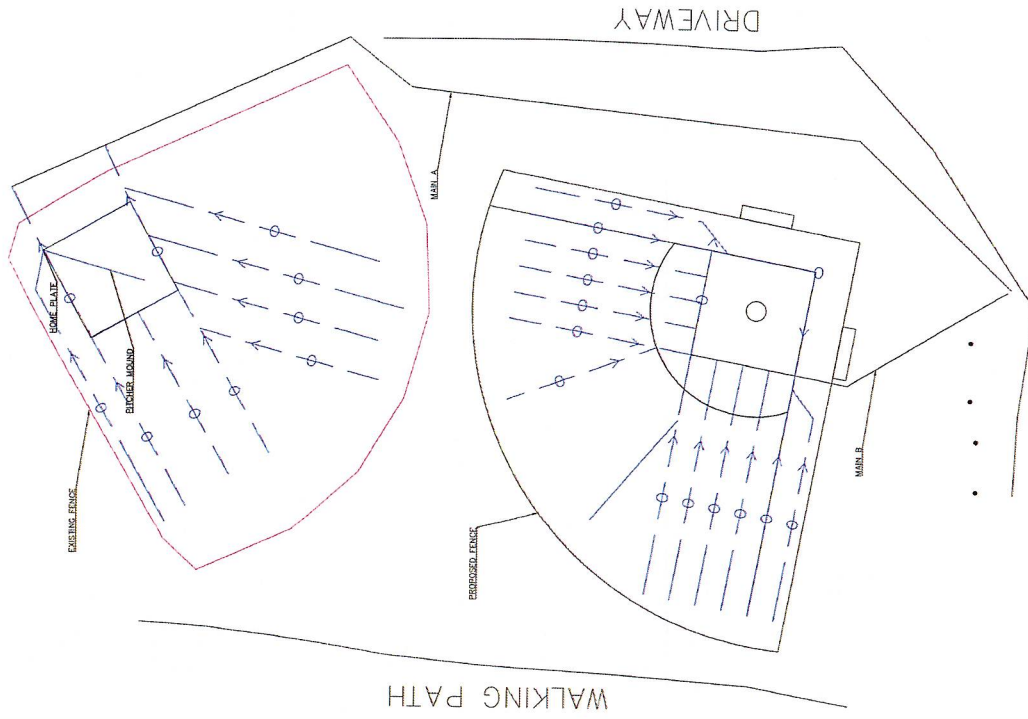 DRIVEWAY
MAIN A
HOME PLATE
PITCHER MOUND
EXISTING FENCE
PROPOSED FENCE
MAIN B
WALKING PATH